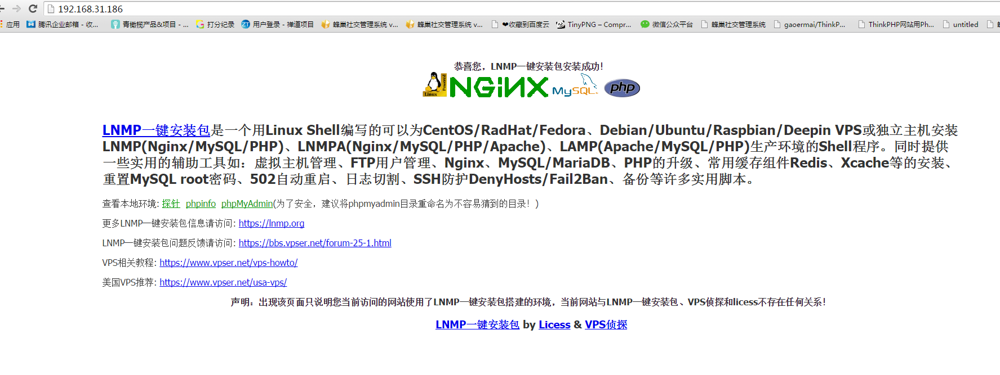 192.168.31.186
应用 腾讯企业邮箱 - 收... 青橄榄产品&项目 - ... 打分纪录 用户登录 - 禅道项目 蜂巢社交管理系统 v... 蜂巢社交管理系统 v... ❤收藏到百度云 TinyPNG – Compr... 微信公众平台 蜂巢社交管理系统 gaoermai/ThinkP... ThinkPHP网站用Ph... untitled
恭喜您，LNMP一键安装包安装成功！
Linux Powered NGiNX MySQL php
LNMP一键安装包是一个用Linux Shell编写的可以为CentOS/RadHat/Fedora、Debian/Ubuntu/Raspbian/Deepin VPS或独立主机安装
LNMP(Nginx/MySQL/PHP)、LNMPA(Nginx/MySQL/PHP/Apache)、LAMP(Apache/MySQL/PHP)生产环境的Shell程序。同时提供
一些实用的辅助工具如：虚拟主机管理、FTP用户管理、Nginx、MySQL/MariaDB、PHP的升级、常用缓存组件Redis、Xcache等的安装、
重置MySQL root密码、502自动重启、日志切割、SSH防护DenyHosts/Fail2Ban、备份等许多实用脚本。
查看本地环境: 探针 phpinfo phpMyAdmin(为了安全，建议将phpmyadmin目录重命名为不容易猜到的目录！)
更多LNMP一键安装包信息请访问: https://lnmp.org
LNMP一键安装包问题反馈请访问: https://bbs.vpser.net/forum-25-1.html
VPS相关教程: https://www.vpser.net/vps-howto/
美国VPS推荐: https://www.vpser.net/usa-vps/
声明：出现该页面只说明您当前访问的网站使用了LNMP一键安装包搭建的环境，当前网站与LNMP一键安装包、VPS侦探和licess不存在任何关系！
LNMP一键安装包 by Licess & VPS侦探